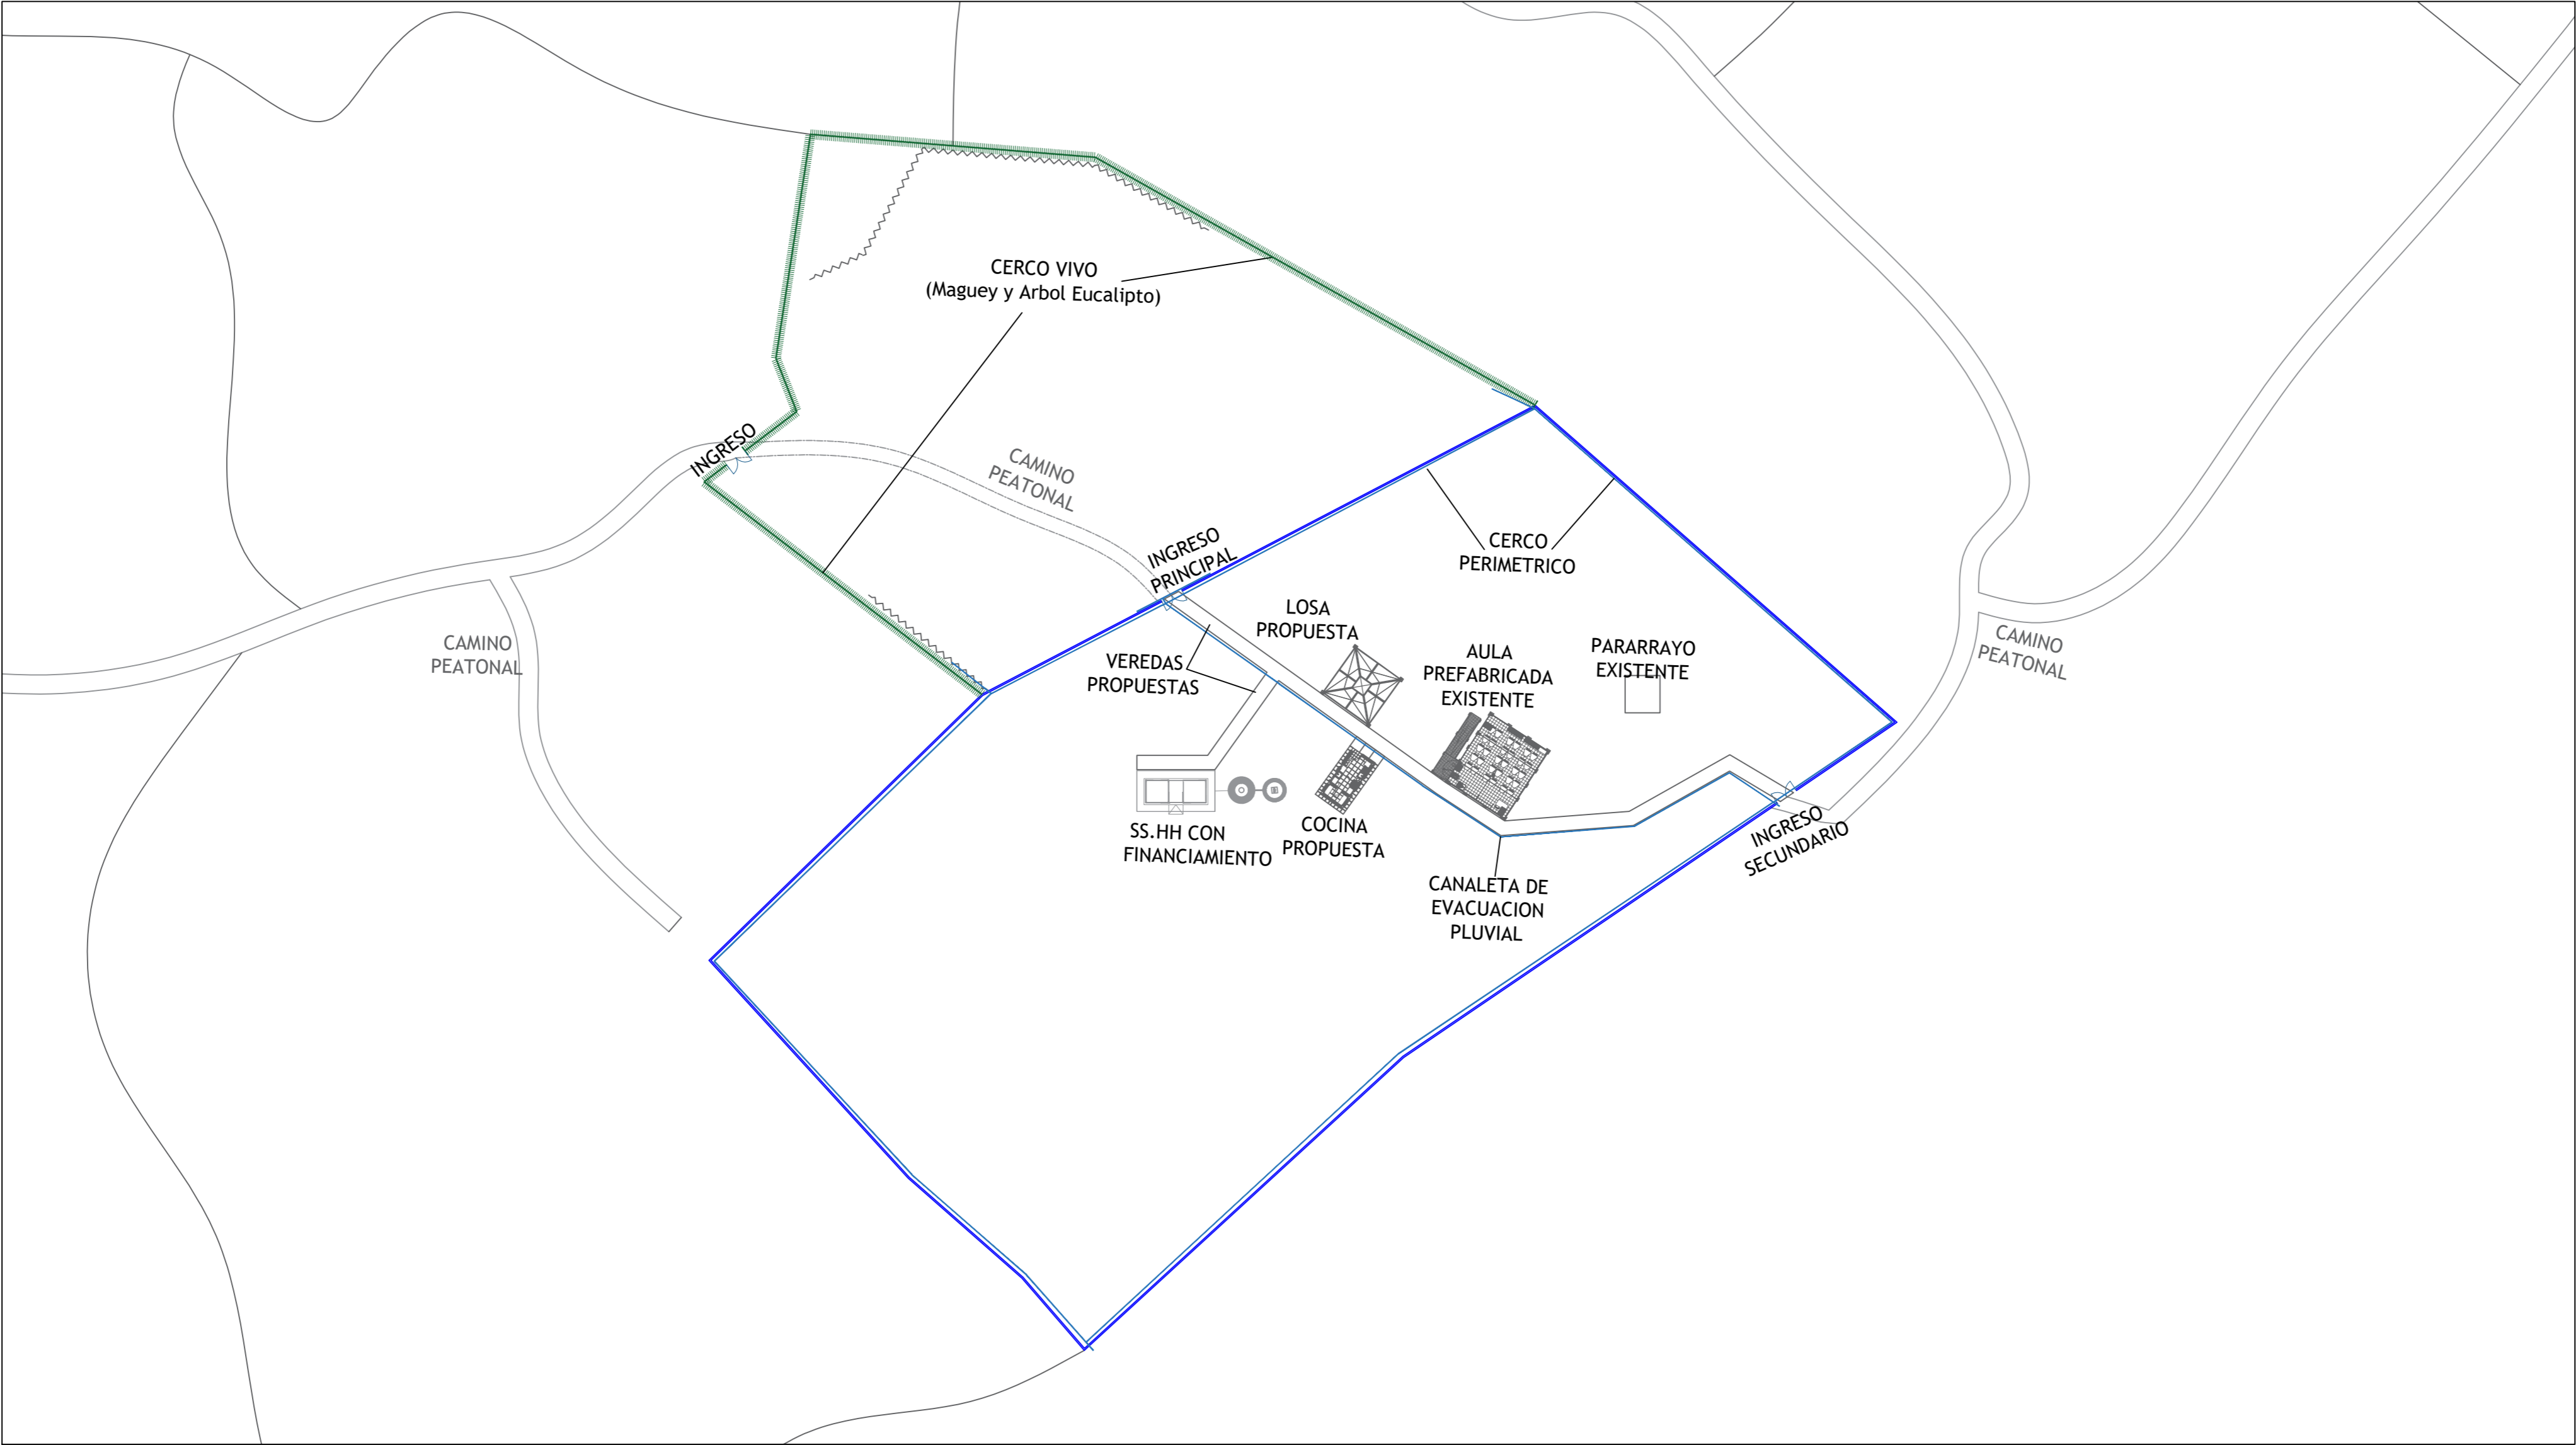 CERCO VIVO
(Maguey y Arbol Eucalipto)
INGRESO
CAMINO
PEATONAL
INGRESO
PRINCIPAL
CERCO
PERIMETRICO
LOSA
PROPUESTA
CAMINO
PEATONAL
VEREDAS
PROPUESTAS
AULA
PREFABRICADA
EXISTENTE
PARARRAYO
EXISTENTE
CAMINO
PEATONAL
SS.HH CON
FINANCIAMIENTO
COCINA
PROPUESTA
INGRESO
SECUNDARIO
CANALETA DE
EVACUACION
PLUVIAL